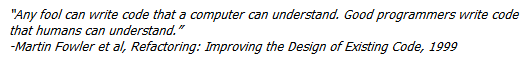 "Any fool can write code that a computer can understand. Good programmers write code
that humans can understand."
-Martin Fowler et al, Refactoring: Improving the Design of Existing Code, 1999